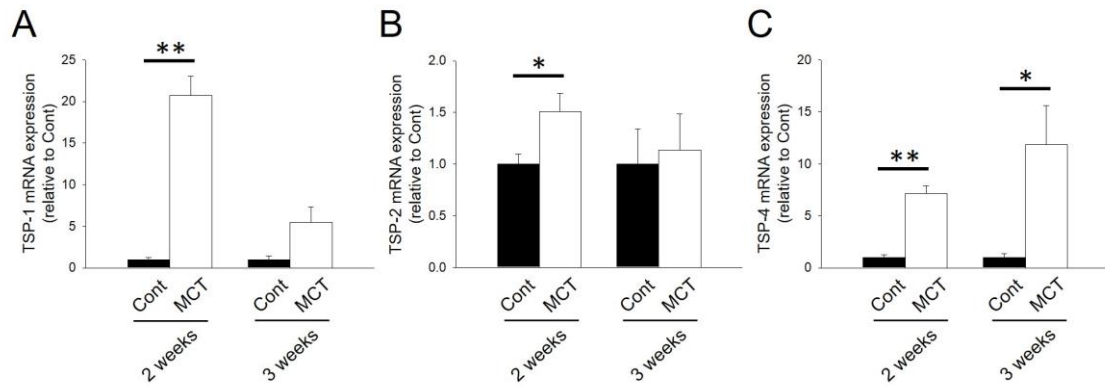 A
TSP-1 mRNA expression
(relative to Cont)
25
20
15
10
5
0
**
Cont
MCT
Cont
MCT
2 weeks
3 weeks
B
TSP-2 mRNA expression
(relative to Cont)
2.0
1.5
1.0
0.5
0.0
*
Cont
MCT
Cont
MCT
2 weeks
3 weeks
C
TSP-4 mRNA expression
(relative to Cont)
20
15
10
5
0
**
*
Cont
MCT
Cont
MCT
2 weeks
3 weeks